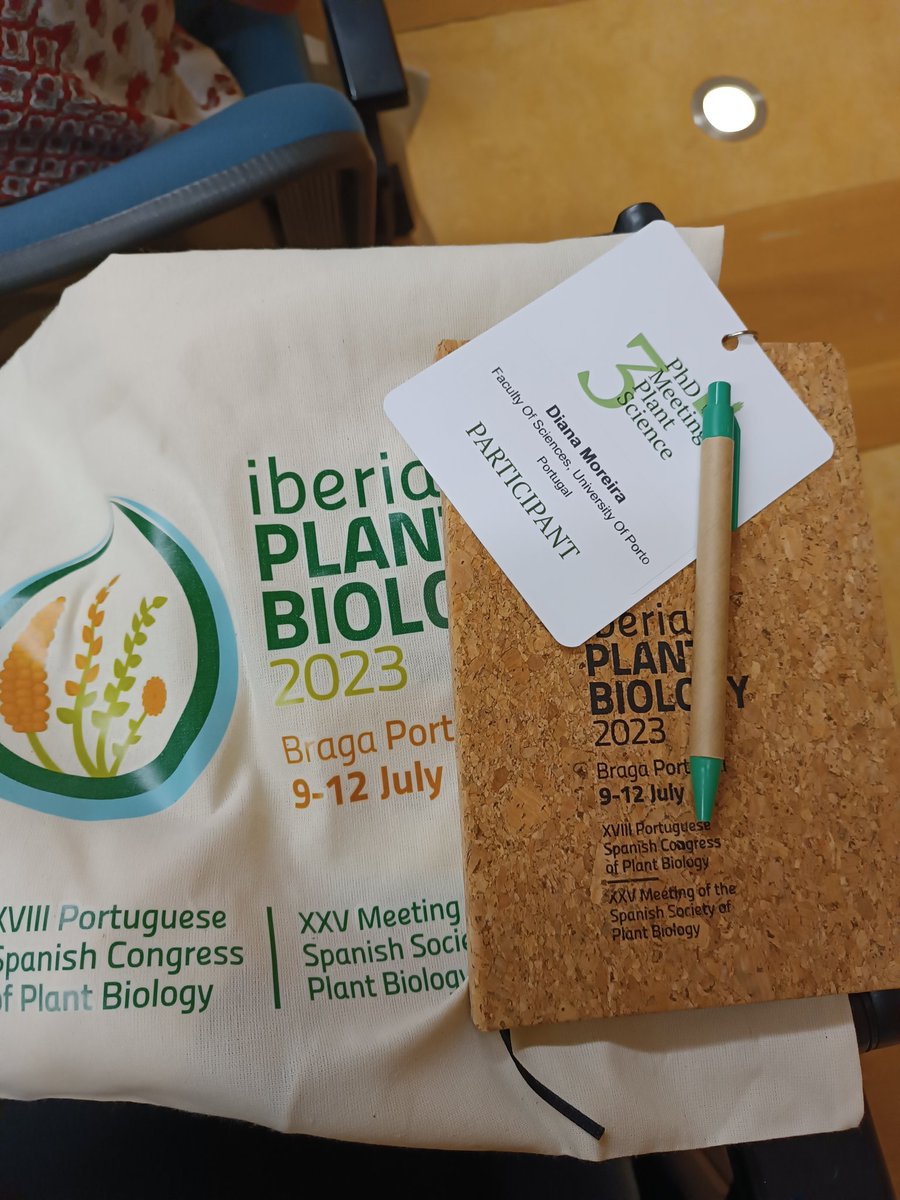 iberia
PLANT
BIOLO
2023
Braga Port
9-12 July
XVIII Portuguese
Spanish Congress
of Plant Biology
XXV Meeting
Spanish Socie
Plant Biology
3
PhD
Meeting
Plant
Science
Diana Moreira
Faculty Of Sciences, University Of Porto
Portugal
PARTICIPANT
iberia
PLANT
BIOLOGY
2023
Braga Port
9-12 July
XVIII Portuguese
Spanish Congress
of Plant Biology
XXV Meeting of the
Spanish Society of
Plant Biology